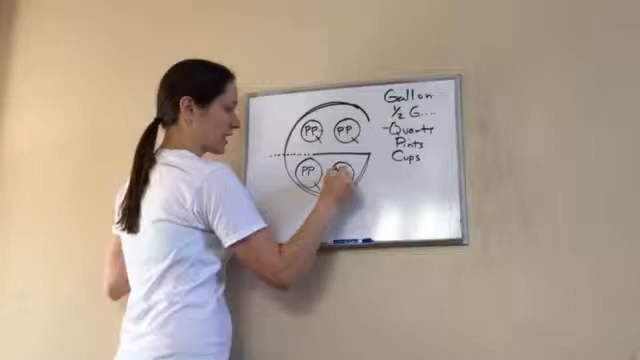 Gallon
1/2 G....
-Quarts
Pints
Cups
PP PP
PP